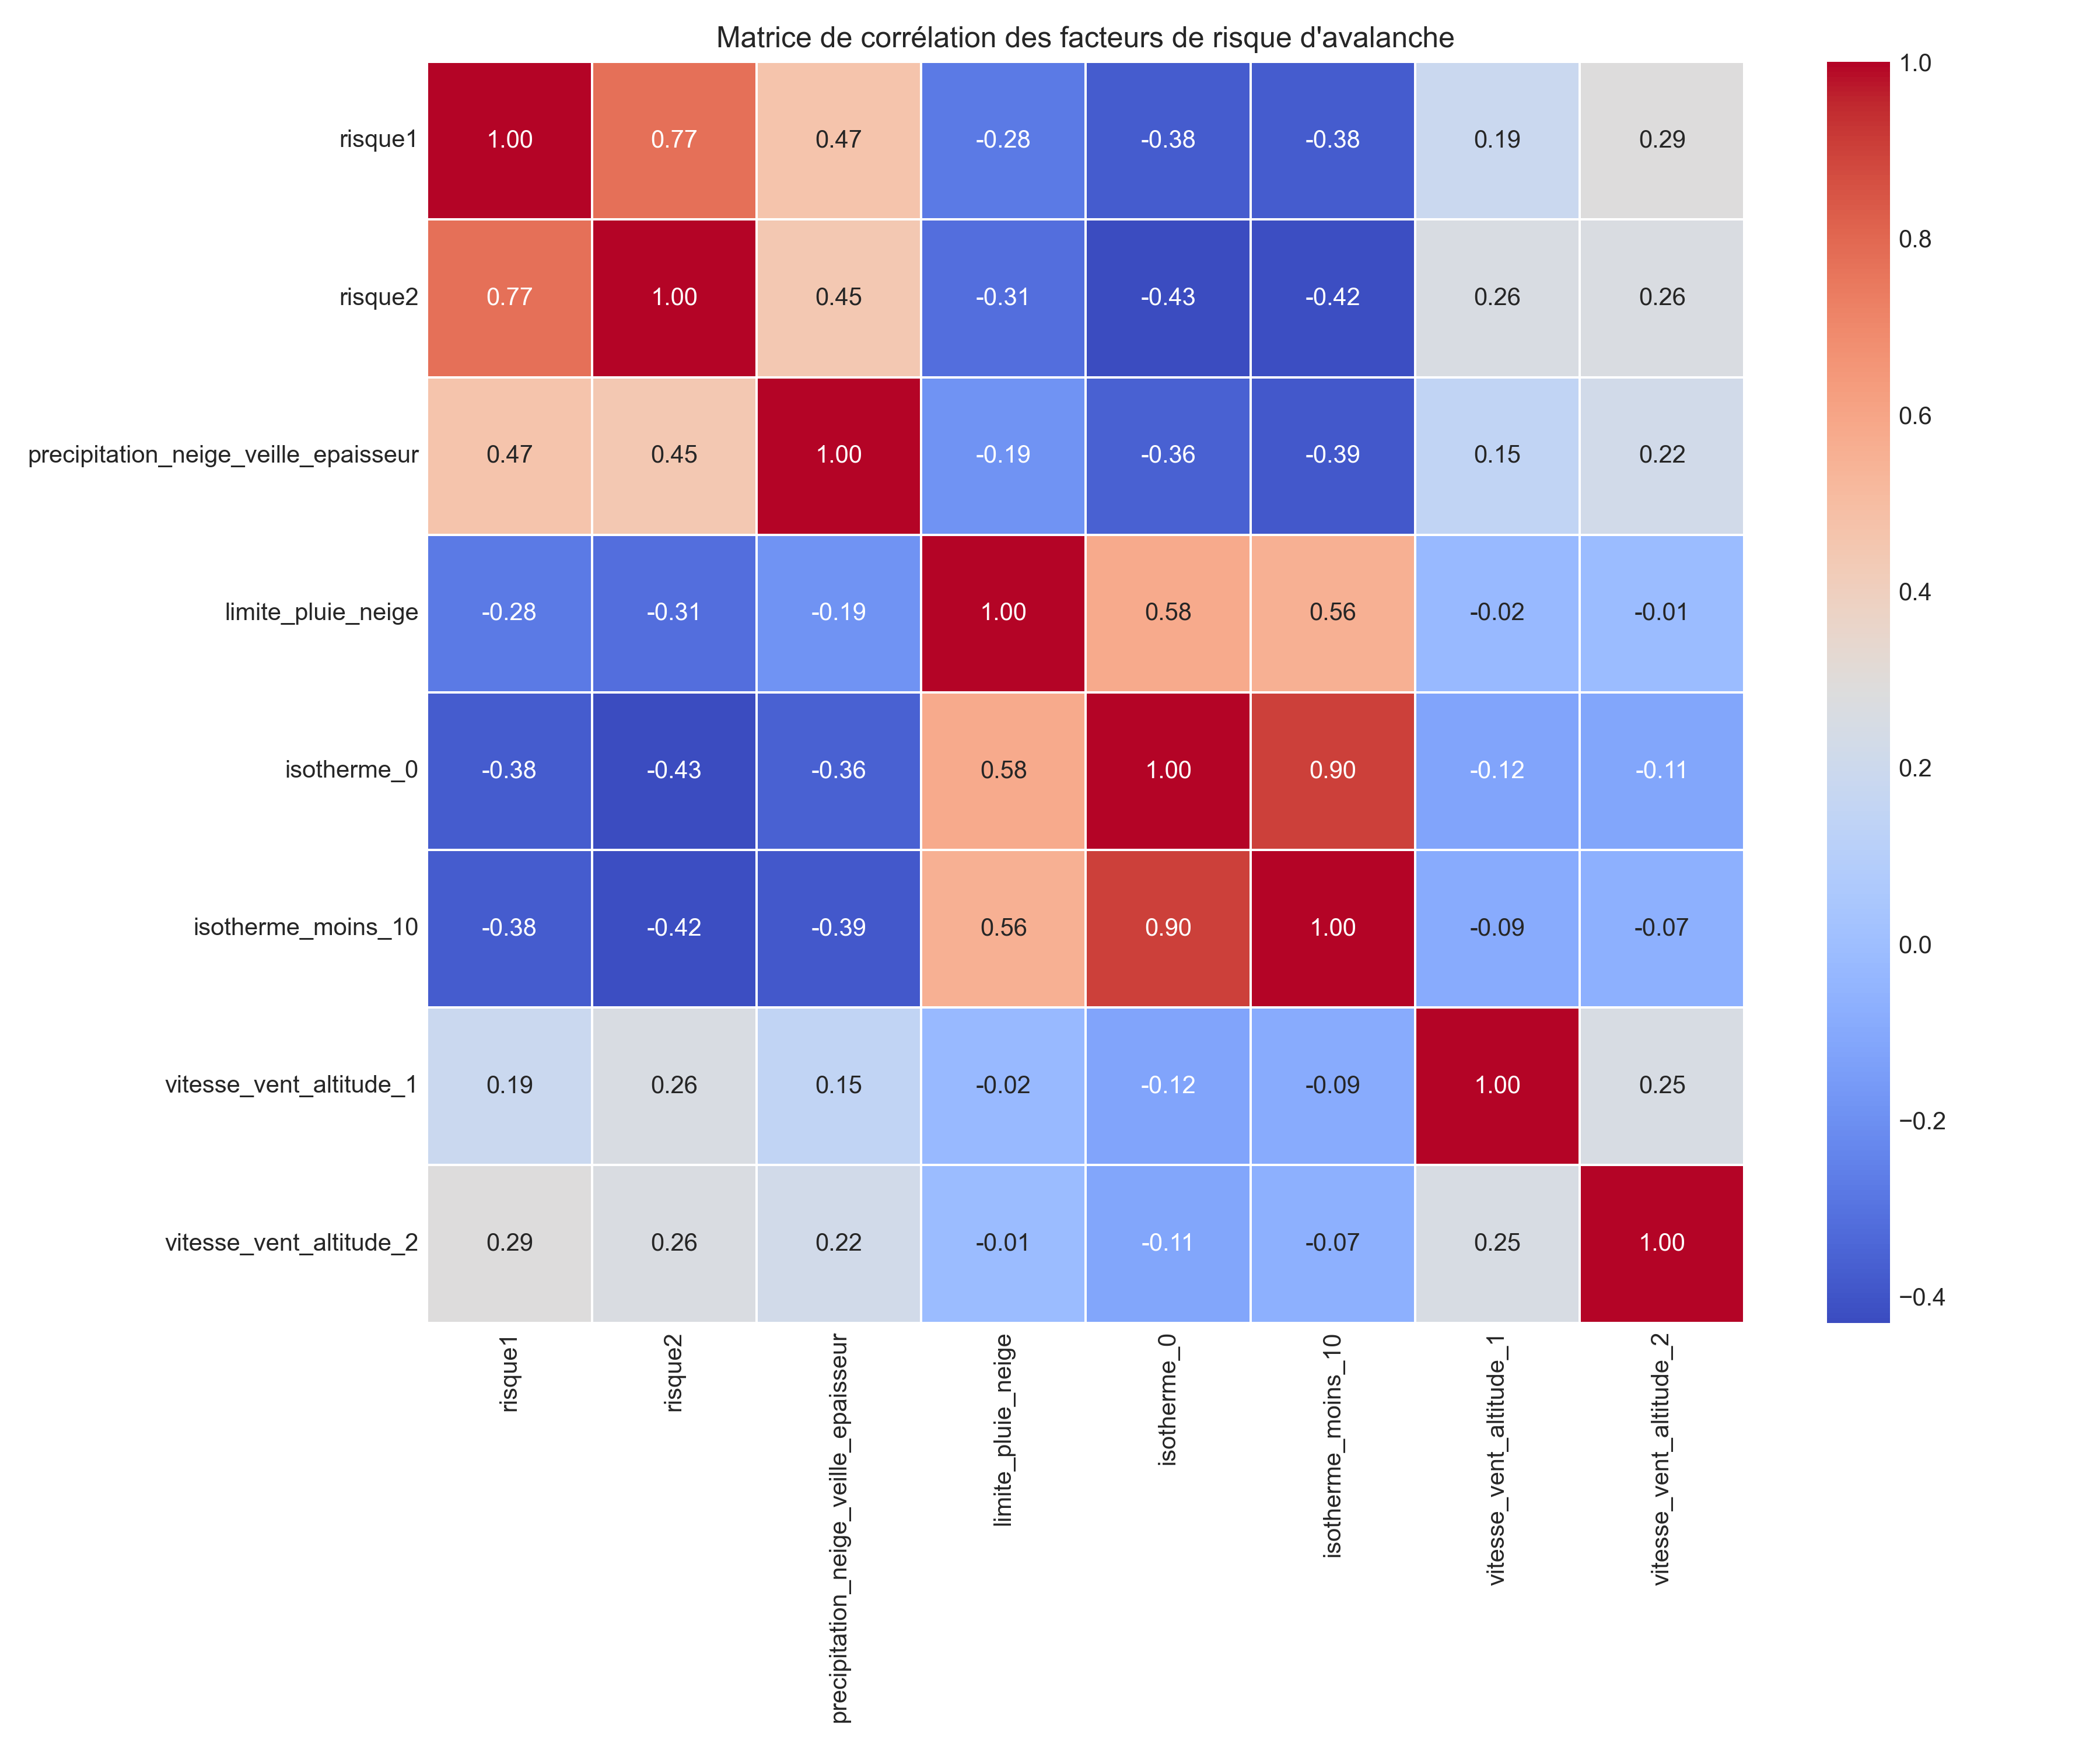 Matrice de corrélation des facteurs de risque d'avalanche
risque1 1.00 0.77 0.47 -0.28 -0.38 -0.38 0.19 0.29
risque2 0.77 1.00 0.45 -0.31 -0.43 -0.42 0.26 0.26
precipitation_neige_veille_epaisseur 0.47 0.45 1.00 -0.19 -0.36 -0.39 0.15 0.22
limite_pluie_neige -0.28 -0.31 -0.19 1.00 0.58 0.56 -0.02 -0.01
isotherme_0 -0.38 -0.43 -0.36 0.58 1.00 0.90 -0.12 -0.11
isotherme_moins_10 -0.38 -0.42 -0.39 0.56 0.90 1.00 -0.09 -0.07
vitesse_vent_altitude_1 0.19 0.26 0.15 -0.02 -0.12 -0.09 1.00 0.25
vitesse_vent_altitude_2 0.29 0.26 0.22 -0.01 -0.11 -0.07 0.25 1.00
risque1
risque2
precipitation_neige_veille_epaisseur
limite_pluie_neige
isotherme_0
isotherme_moins_10
vitesse_vent_altitude_1
vitesse_vent_altitude_2
1.0
0.8
0.6
0.4
0.2
0.0
−0.2
−0.4